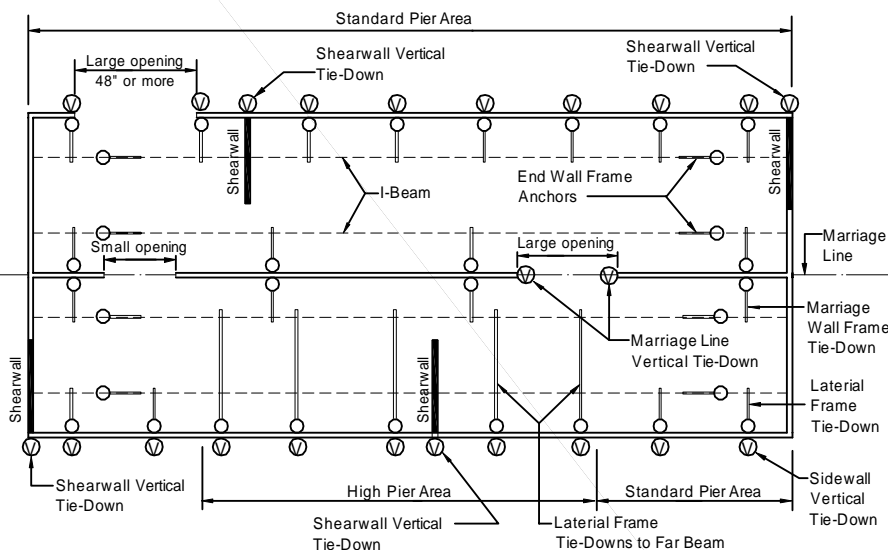 Standard Pier Area
Large opening
48" or more
Shearwall Vertical
Tie-Down
Shearwall Vertical
Tie-Down
V
V
V
V
V
V
V
V
V
V
Shearwall
Shearwall
I-Beam
End Wall Frame
Anchors
Small opening
Large opening
Marriage
Line
V
V
Marriage Line
Vertical Tie-Down
Marriage
Wall Frame
Tie-Down
Shearwall
Shearwall
Laterial
Frame
Tie-Down
V
V
V
V
V
V
V
V
V
V
Shearwall Vertical
Tie-Down
High Pier Area
Standard Pier Area
Sidewall
Vertical
Tie-Down
Shearwall Vertical
Tie-Down
Laterial Frame
Tie-Downs to Far Beam